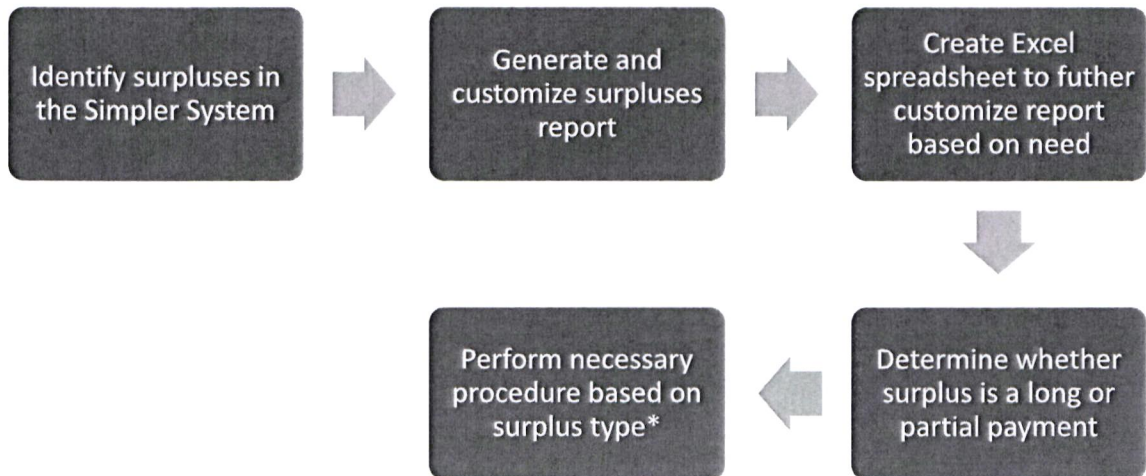 Identify surpluses in
the Simpler System
Generate and
customize surpluses
report
Create Excel
spreadsheet to futher
customize report
based on need
Determine whether
surplus is a long or
partial payment
Perform necessary
procedure based on
surplus type*